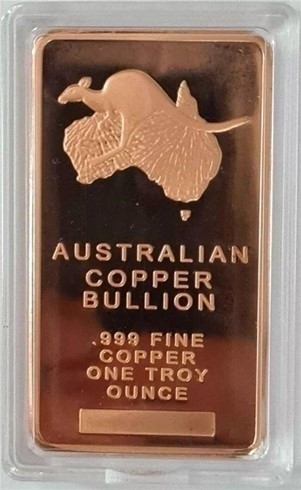 AUSTRALIAN
COPPER
BULLION
.999 FINE
COPPER
ONE TROY
OUNCE